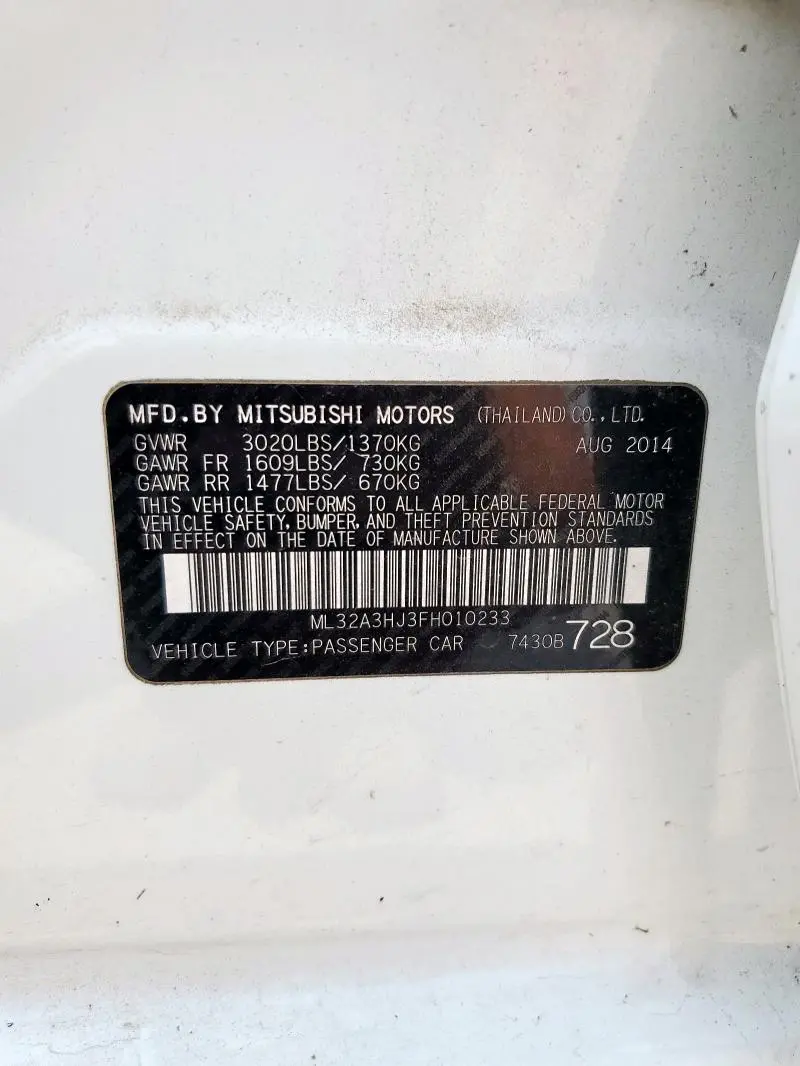 MFD.BY MITSUBISHI MOTORS (THAILAND) CO., LTD.
GVWR 3020LBS/1370KG AUG 2014
GAWR FR 1609LBS/ 730KG
GAWR RR 1477LBS/ 670KG
THIS VEHICLE CONFORMS TO ALL APPLICABLE FEDERAL MOTOR
VEHICLE SAFETY, BUMPER, AND THEFT PREVENTION STANDARDS
IN EFFECT ON THE DATE OF MANUFACTURE SHOWN ABOVE.
ML32A3HJ3FH010233
VEHICLE TYPE:PASSENGER CAR 7430B 728